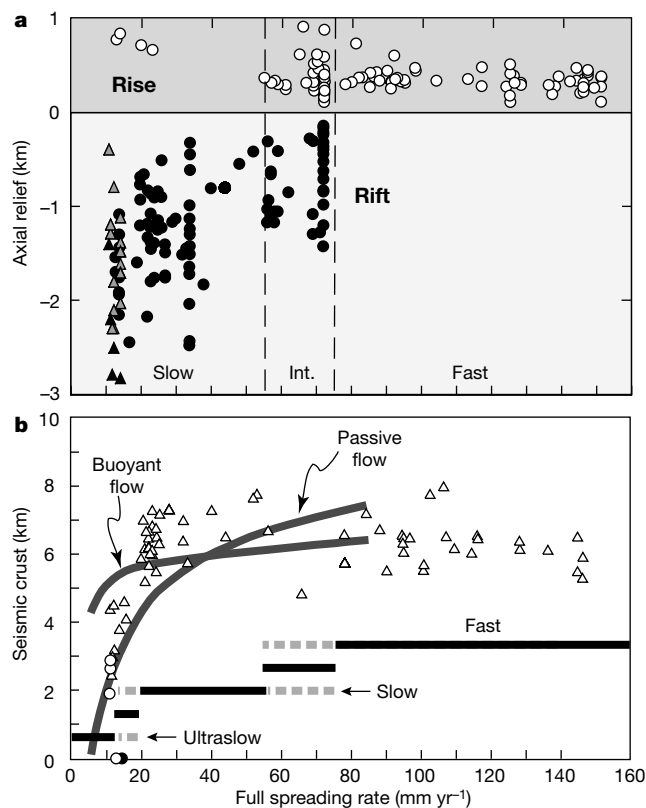 a
1
0
−1
−2
−3
Axial relief (km)
Rise
Rift
Slow
Int.
Fast
b
10
8
6
4
2
0
Seismic crust (km)
Buoyant
flow
Passive
flow
Fast
Slow
Ultraslow
0 20 40 60 80 100 120 140 160
Full spreading rate (mm yr⁻¹)